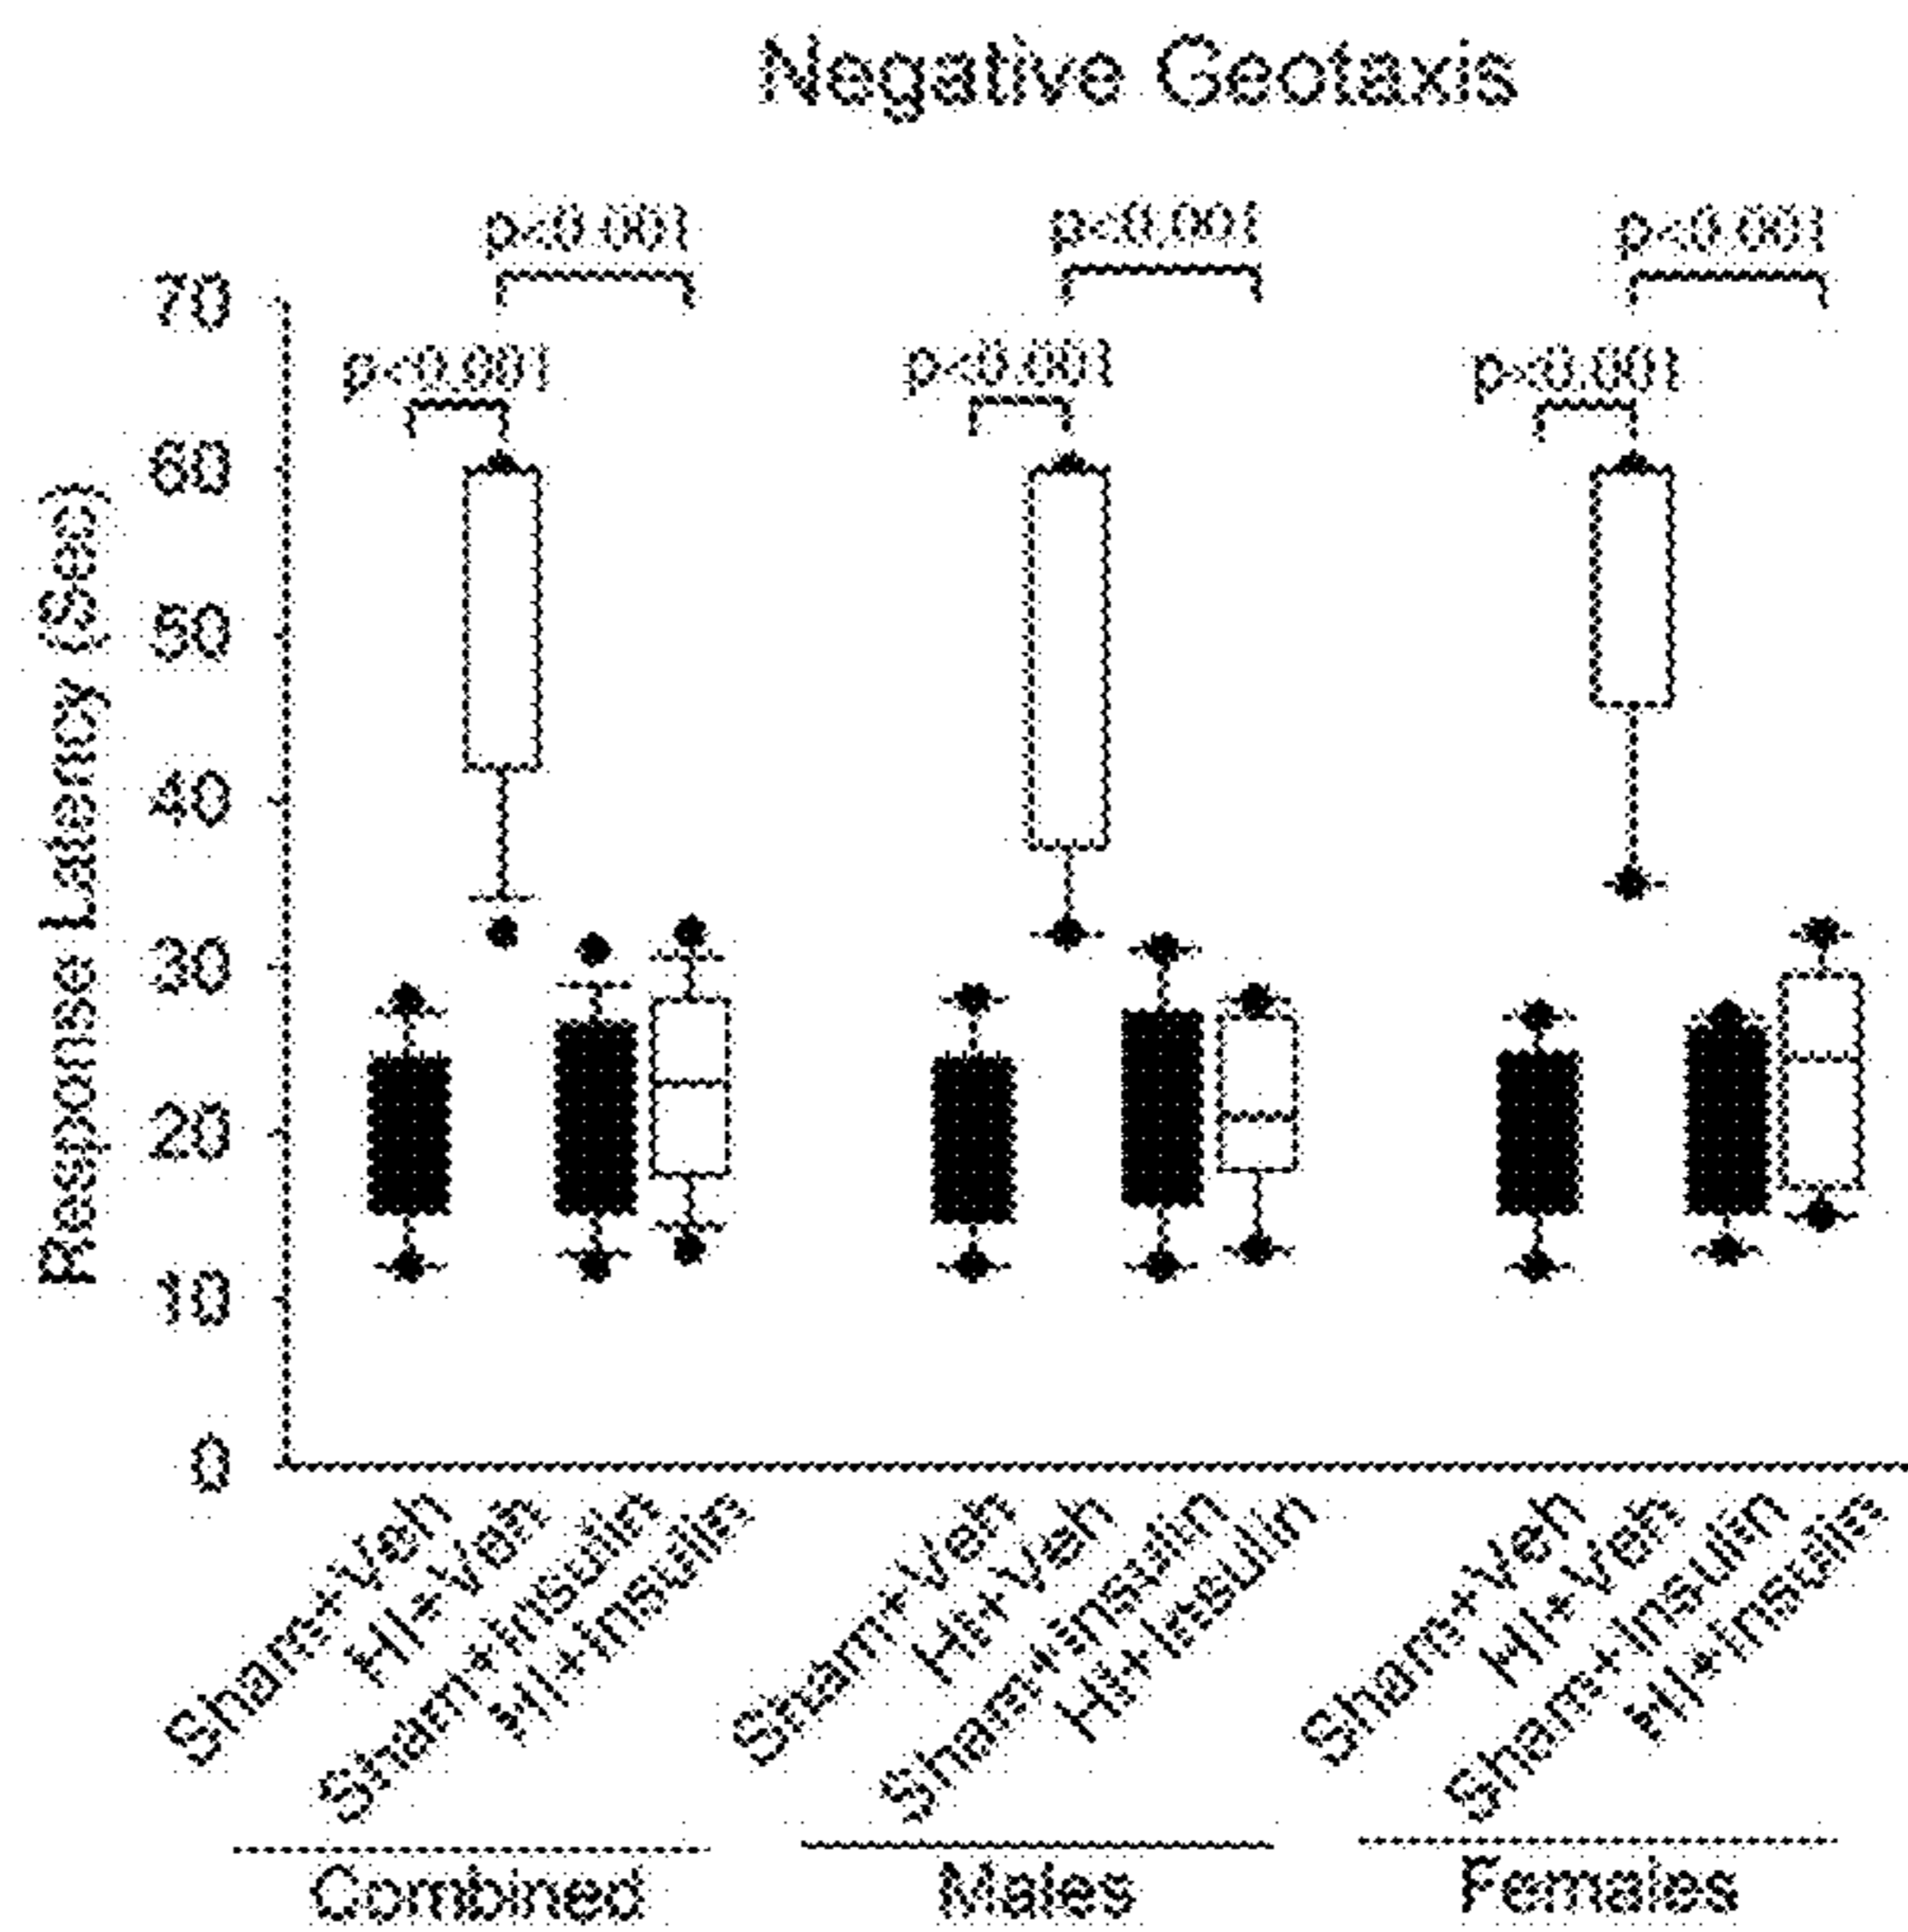 Negative Geotaxis
p<0.001 p<0.001 p<0.001
p<0.001 p<0.001 p<0.001
Response Latency (Sec)
70
60
50
40
30
20
10
0
Sham+Veh
HI+Veh
Sham+Insulin
HI+Insulin
Sham+Veh
HI+Veh
Sham+Insulin
HI+Insulin
Sham+Veh
HI+Veh
Sham+Insulin
HI+Insulin
Combined Males Females